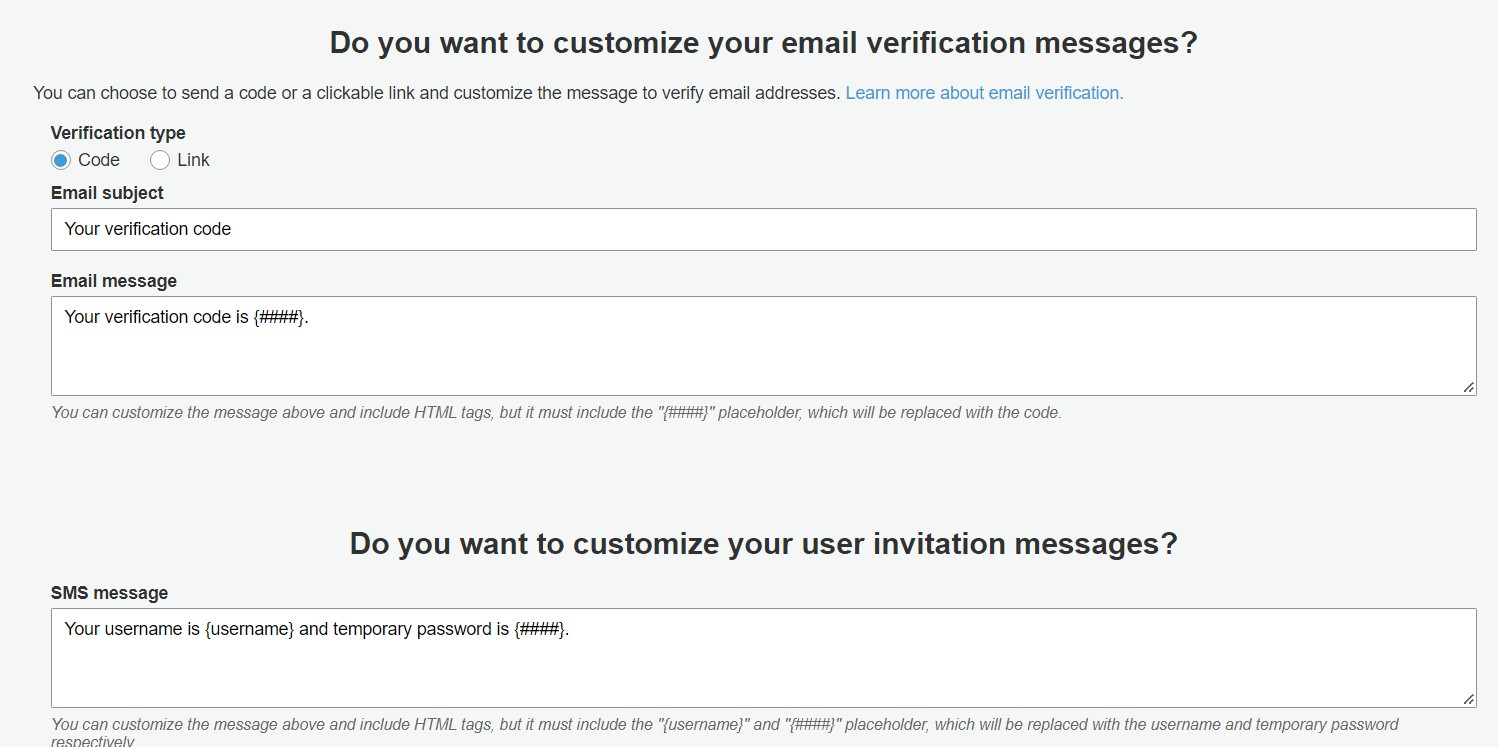 Do you want to customize your email verification messages?
You can choose to send a code or a clickable link and customize the message to verify email addresses. Learn more about email verification.
Verification type
Code Link
Email subject
Your verification code
Email message
Your verification code is {####}.
You can customize the message above and include HTML tags, but it must include the "{####}" placeholder, which will be replaced with the code.
Do you want to customize your user invitation messages?
SMS message
Your username is {username} and temporary password is {####}.
You can customize the message above and include HTML tags, but it must include the "{username}" and "{####}" placeholder, which will be replaced with the username and temporary password
respectively